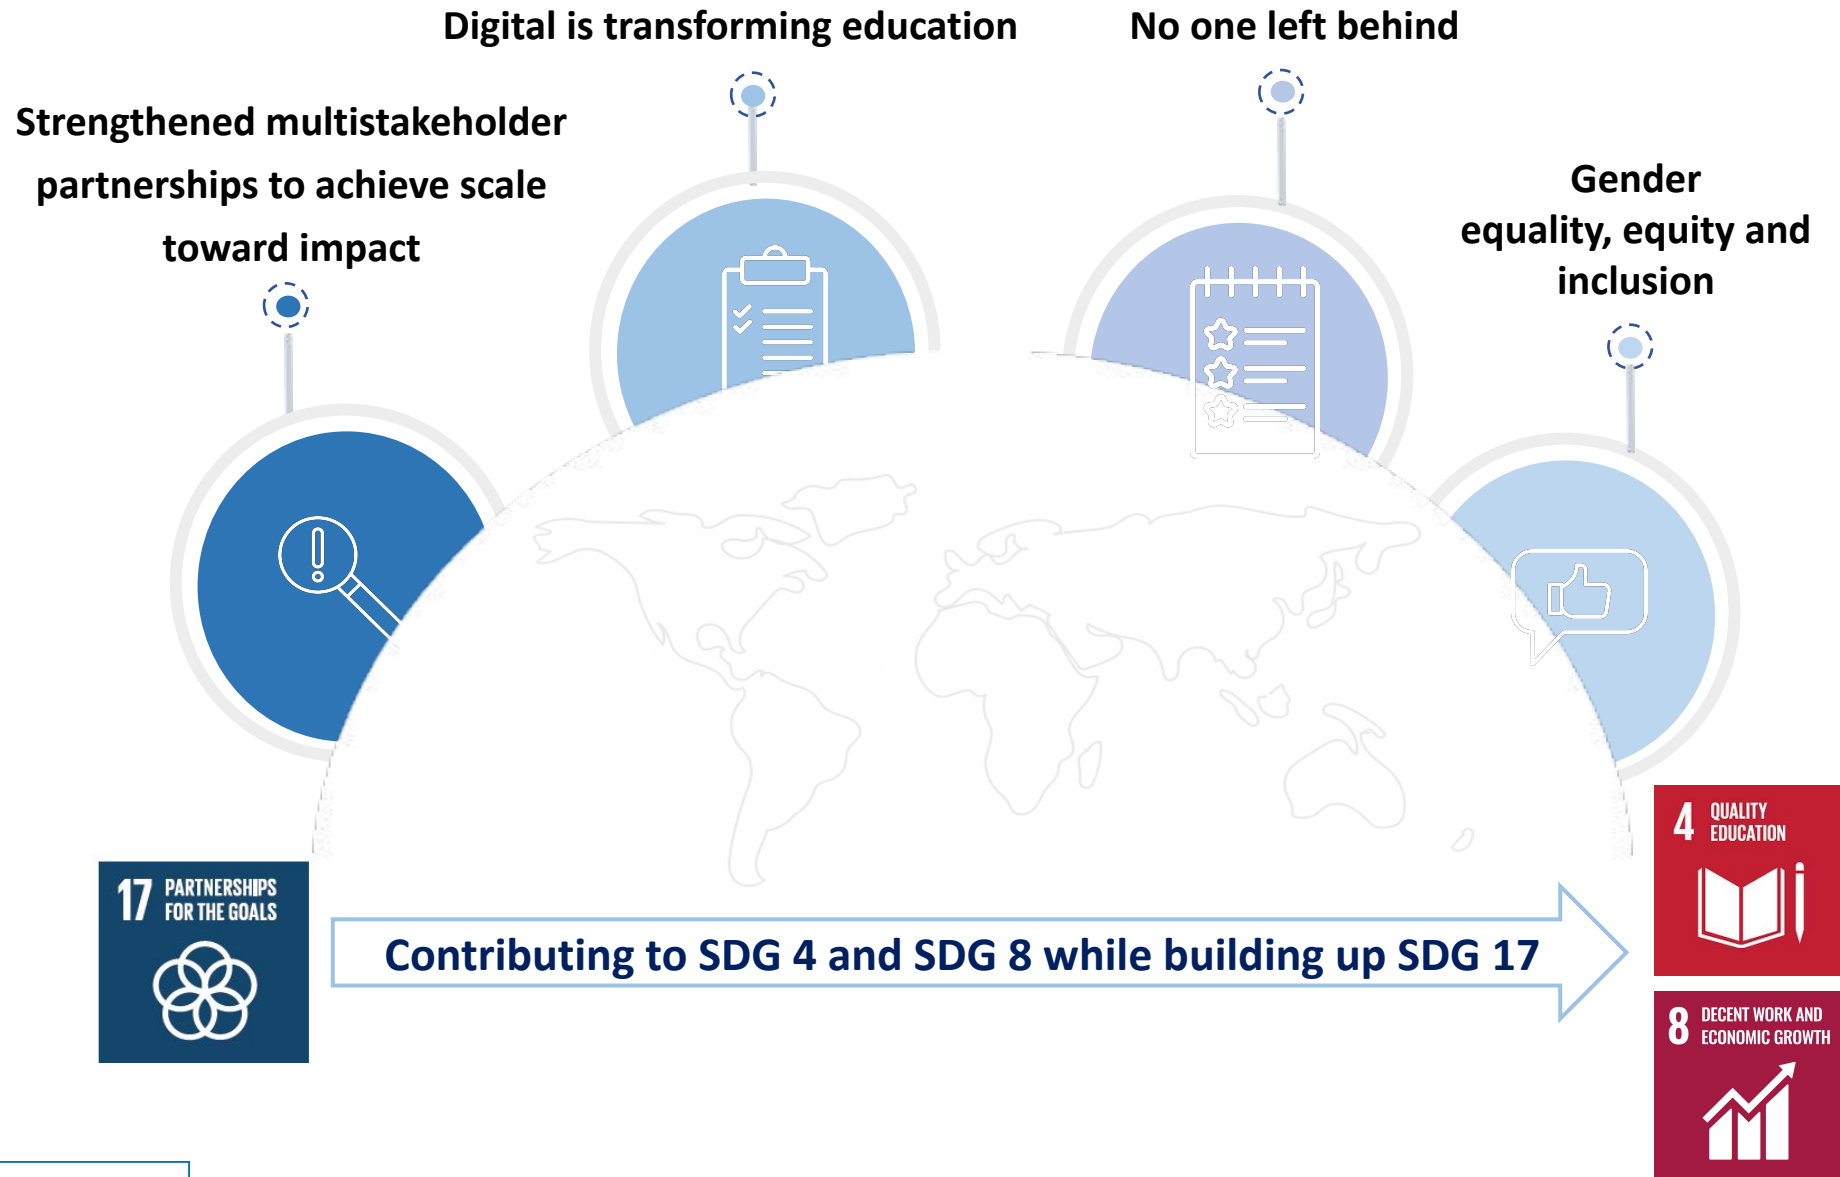 Digital is transforming education
No one left behind
Strengthened multistakeholder
partnerships to achieve scale
toward impact
Gender
equality, equity and
inclusion
4 QUALITY
EDUCATION
17 PARTNERSHIPS
FOR THE GOALS
Contributing to SDG 4 and SDG 8 while building up SDG 17
8 DECENT WORK AND
ECONOMIC GROWTH